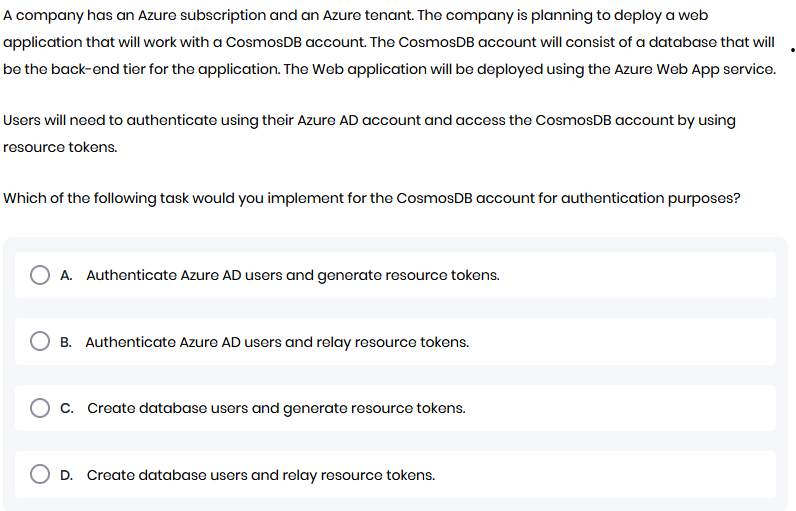 A company has an Azure subscription and an Azure tenant. The company is planning to deploy a web
application that will work with a CosmosDB account. The CosmosDB account will consist of a database that will
be the back-end tier for the application. The Web application will be deployed using the Azure Web App service.
Users will need to authenticate using their Azure AD account and access the CosmosDB account by using
resource tokens.
Which of the following task would you implement for the CosmosDB account for authentication purposes?
A. Authenticate Azure AD users and generate resource tokens.
B. Authenticate Azure AD users and relay resource tokens.
C. Create database users and generate resource tokens.
D. Create database users and relay resource tokens.